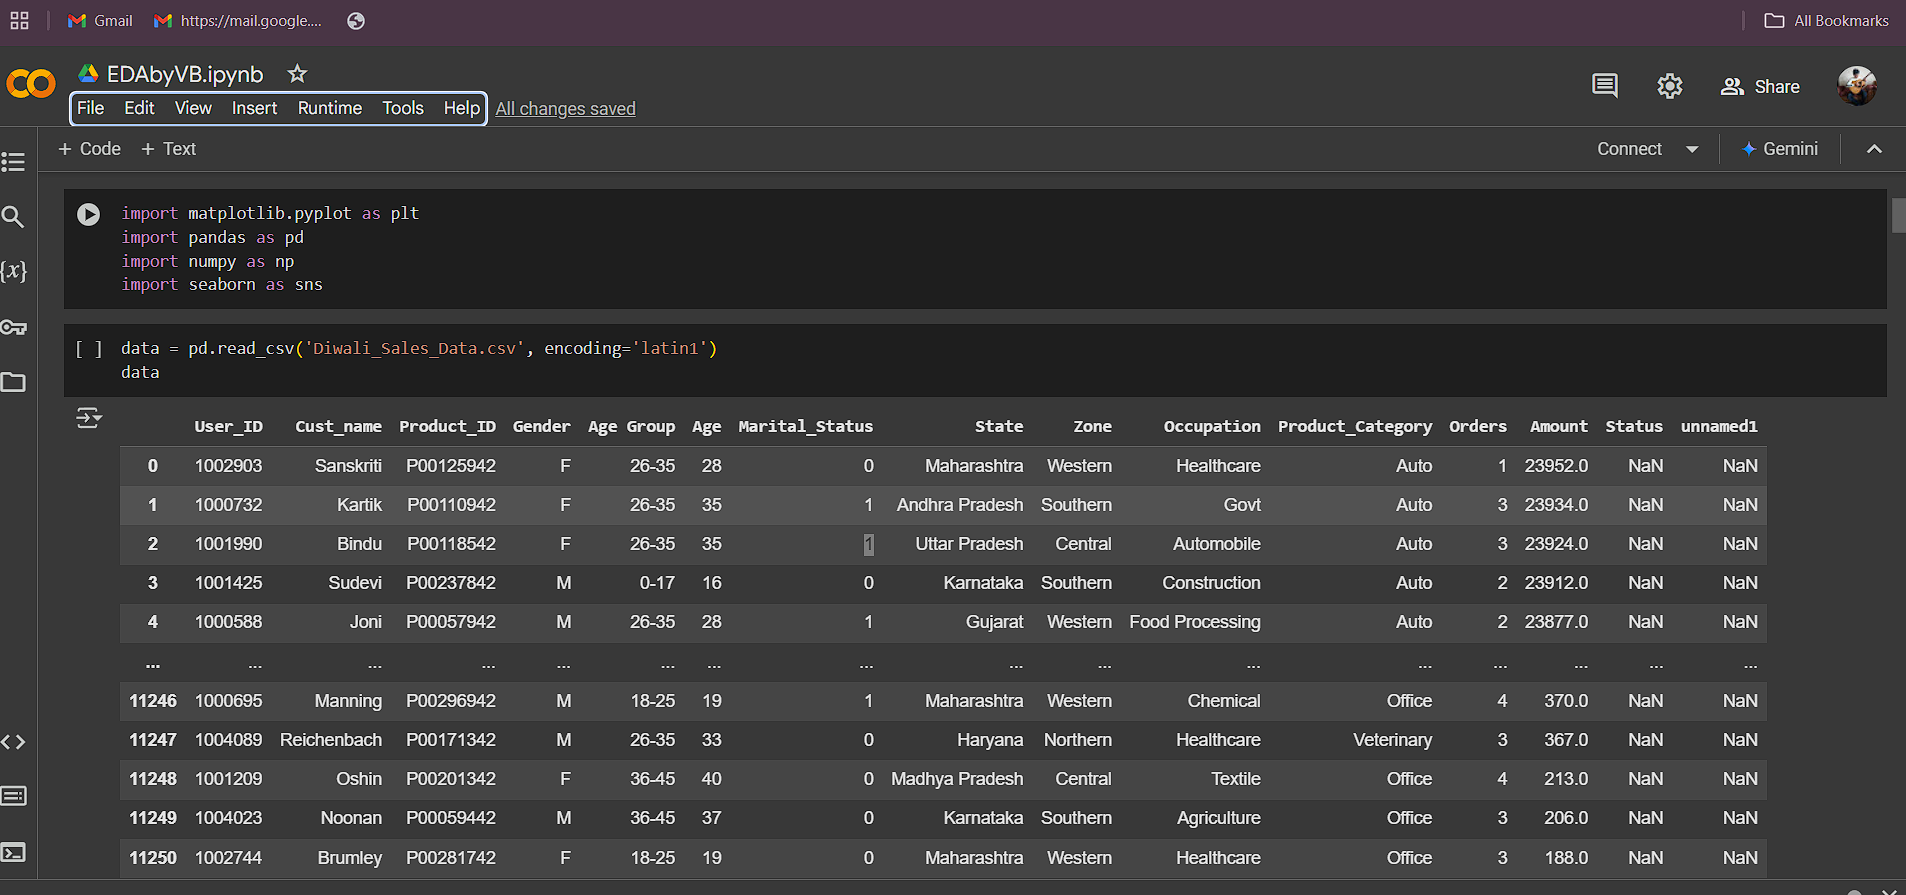 Gmail https://mail.google.... All Bookmarks
EDAbyVB.ipynb
File Edit View Insert Runtime Tools Help All changes saved
Share
+ Code + Text Connect Gemini
import matplotlib.pyplot as plt
import pandas as pd
import numpy as np
import seaborn as sns
{x}
[ ] data = pd.read_csv('Diwali_Sales_Data.csv', encoding='latin1')
data
User_ID Cust_name Product_ID Gender Age Group Age Marital_Status State Zone Occupation Product_Category Orders Amount Status unnamed1
0 1002903 Sanskriti P00125942 F 26-35 28 0 Maharashtra Western Healthcare Auto 1 23952.0 NaN NaN
1 1000732 Kartik P00110942 F 26-35 35 1 Andhra Pradesh Southern Govt Auto 3 23934.0 NaN NaN
2 1001990 Bindu P00118542 F 26-35 35 1 Uttar Pradesh Central Automobile Auto 3 23924.0 NaN NaN
3 1001425 Sudevi P00237842 M 0-17 16 0 Karnataka Southern Construction Auto 2 23912.0 NaN NaN
4 1000588 Joni P00057942 M 26-35 28 1 Gujarat Western Food Processing Auto 2 23877.0 NaN NaN
... ... ... ... ... ... ... ... ... ... ... ... ... ... ... ...
11246 1000695 Manning P00296942 M 18-25 19 1 Maharashtra Western Chemical Office 4 370.0 NaN NaN
11247 1004089 Reichenbach P00171342 M 26-35 33 0 Haryana Northern Healthcare Veterinary 3 367.0 NaN NaN
11248 1001209 Oshin P00201342 F 36-45 40 0 Madhya Pradesh Central Textile Office 4 213.0 NaN NaN
11249 1004023 Noonan P00059442 M 36-45 37 0 Karnataka Southern Agriculture Office 3 206.0 NaN NaN
11250 1002744 Brumley P00281742 F 18-25 19 0 Maharashtra Western Healthcare Office 3 188.0 NaN NaN